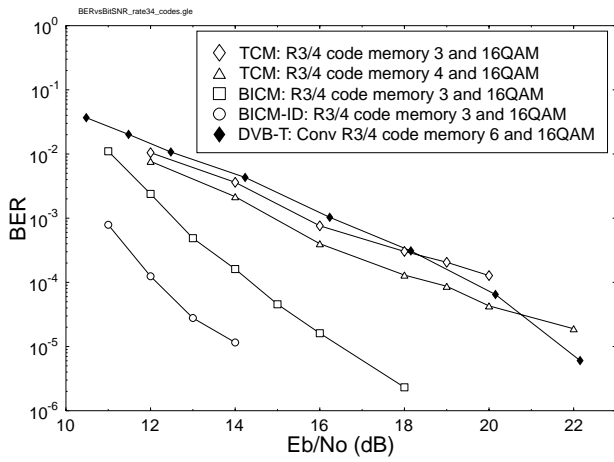 BERvsBitSNR_rate34_codes.gle
10^0
10^-1
10^-2
10^-3
10^-4
10^-5
10^-6
BER
TCM: R3/4 code memory 3 and 16QAM
TCM: R3/4 code memory 4 and 16QAM
BICM: R3/4 code memory 3 and 16QAM
BICM-ID: R3/4 code memory 3 and 16QAM
DVB-T: Conv R3/4 code memory 6 and 16QAM
10 12 14 16 18 20 22
Eb/No (dB)